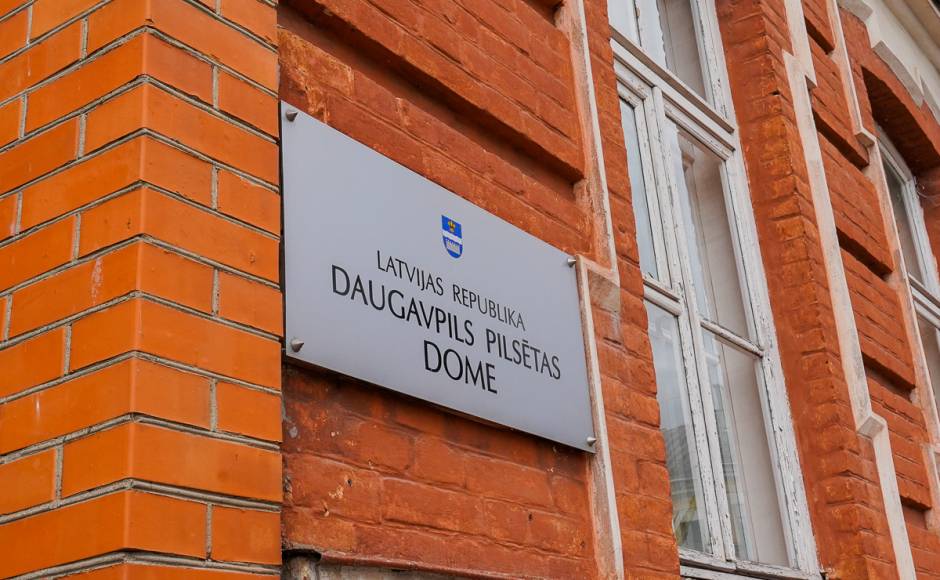 LATVIJAS REPUBLIKA
DAUGAVPILS PILSĒTAS
DOME